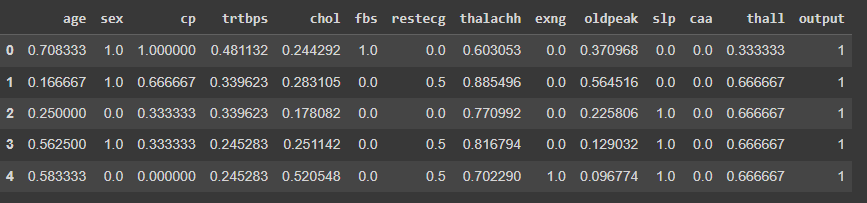 age sex cp trtbps chol fbs restecg thalachh exng oldpeak slp caa thall output
0 0.708333 1.0 1.000000 0.481132 0.244292 1.0 0.0 0.603053 0.0 0.370968 0.0 0.0 0.333333 1
1 0.166667 1.0 0.666667 0.339623 0.283105 0.0 0.5 0.885496 0.0 0.564516 0.0 0.0 0.666667 1
2 0.250000 0.0 0.333333 0.339623 0.178082 0.0 0.0 0.770992 0.0 0.225806 1.0 0.0 0.666667 1
3 0.562500 1.0 0.333333 0.245283 0.251142 0.0 0.5 0.816794 0.0 0.129032 1.0 0.0 0.666667 1
4 0.583333 0.0 0.000000 0.245283 0.520548 0.0 0.5 0.702290 1.0 0.096774 1.0 0.0 0.666667 1